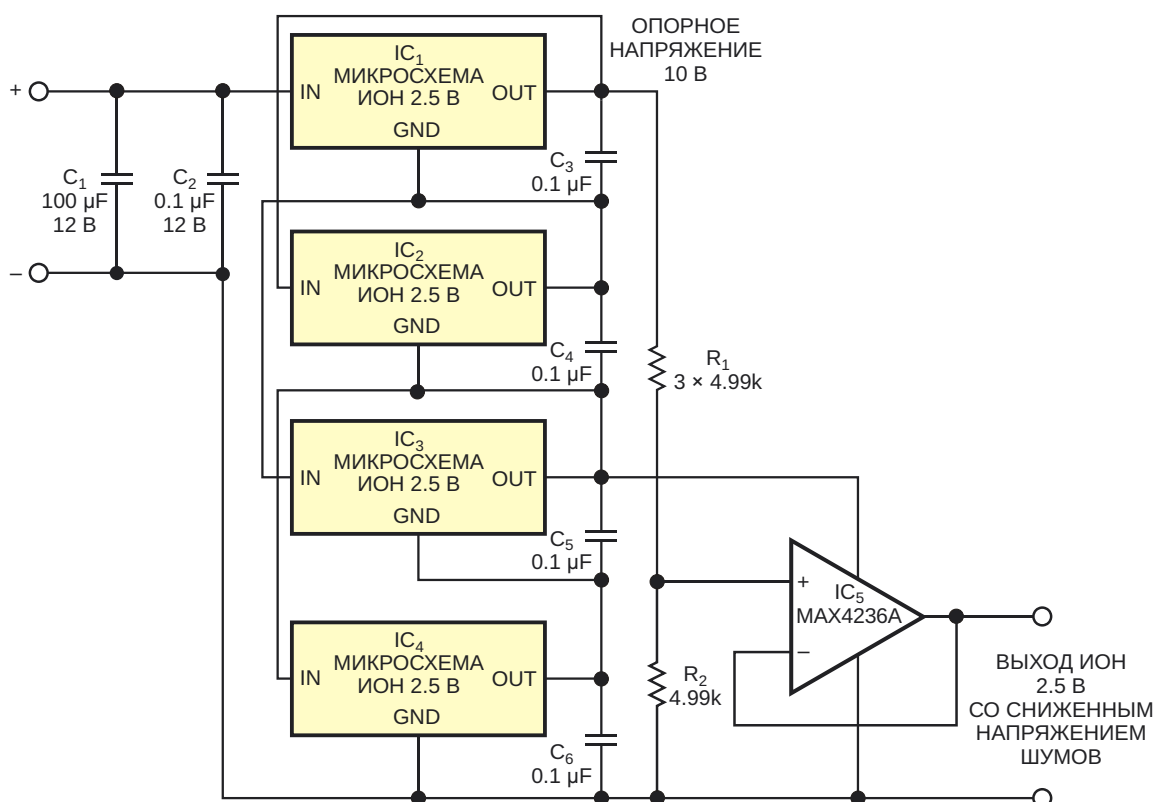 ОПОРНОЕ
НАПРЯЖЕНИЕ
10 В
IC1
МИКРОСХЕМА
ИОН 2.5 В
IN
OUT
GND
+
–
C1
100 µF
12 В
C2
0.1 µF
12 В
C3
0.1 µF
IC2
МИКРОСХЕМА
ИОН 2.5 В
IN
OUT
GND
C4
0.1 µF
R1
3 × 4.99k
IC3
МИКРОСХЕМА
ИОН 2.5 В
IN
OUT
GND
C5
0.1 µF
+
–
IC5
MAX4236A
IC4
МИКРОСХЕМА
ИОН 2.5 В
IN
OUT
GND
R2
4.99k
C6
0.1 µF
ВЫХОД ИОН
2.5 В
СО СНИЖЕННЫМ
НАПРЯЖЕНИЕМ
ШУМОВ